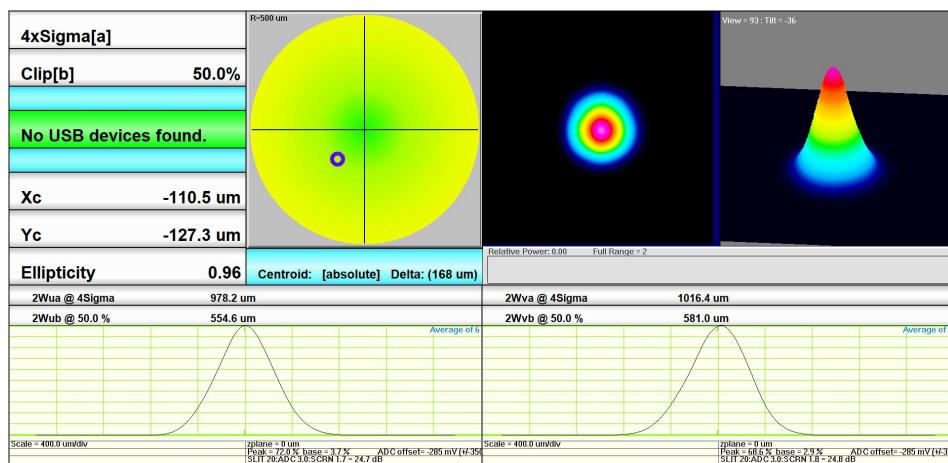 4xSigma[a]
Clip[b] 50.0%
No USB devices found.
Xc -110.5 um
Yc -127.3 um
Ellipticity 0.96
R=500 um
Centroid: [absolute] Delta: (168 um)
View = 93 : Tilt = -36
Relative Power: 0.00 Full Range = 2
2Wua @ 4Sigma 978.2 um
2Wub @ 50.0 % 554.6 um
Average of 6
Scale = 400.0 um/div
zplane = 0 um
Peak = 72.0 % base = 3.7 % ADC offset= -285 mV (+/-350
SLIT 20:ADC 3.0:SCRN 1.7 = 24.7 dB
2Wva @ 4Sigma 1016.4 um
2Wvb @ 50.0 % 581.0 um
Average of
Scale = 400.0 um/div
zplane = 0 um
Peak = 68.6 % base = 2.9 % ADC offset= -285 mV (+/-3
SLIT 20:ADC 3.0:SCRN 1.8 = 24.8 dB